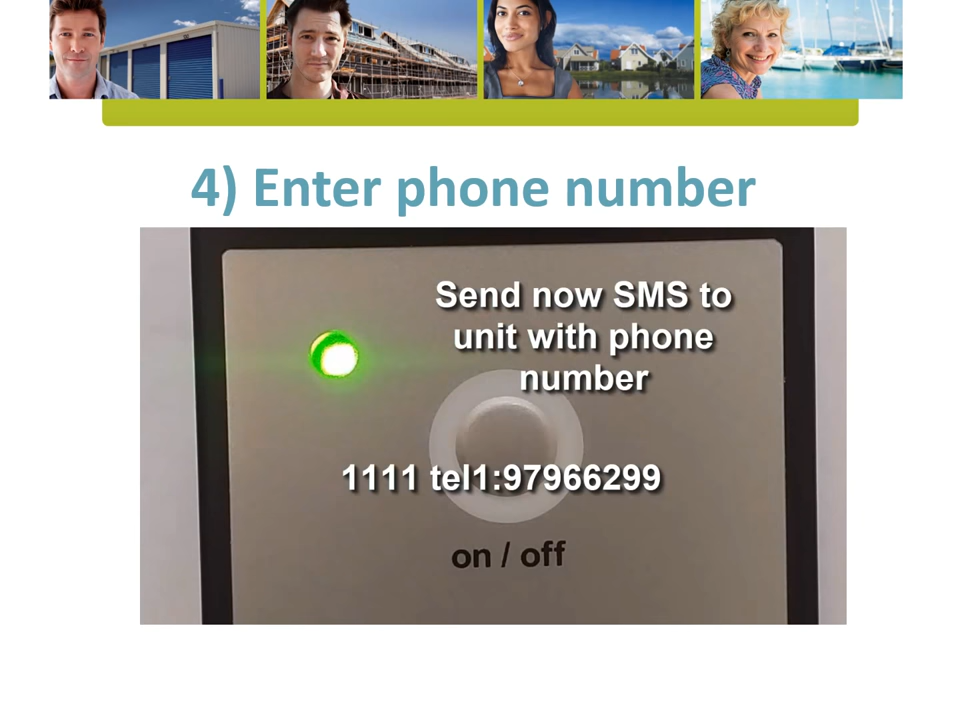 4) Enter phone number
Send now SMS to
unit with phone
number
1111 tel1:97966299
on / off